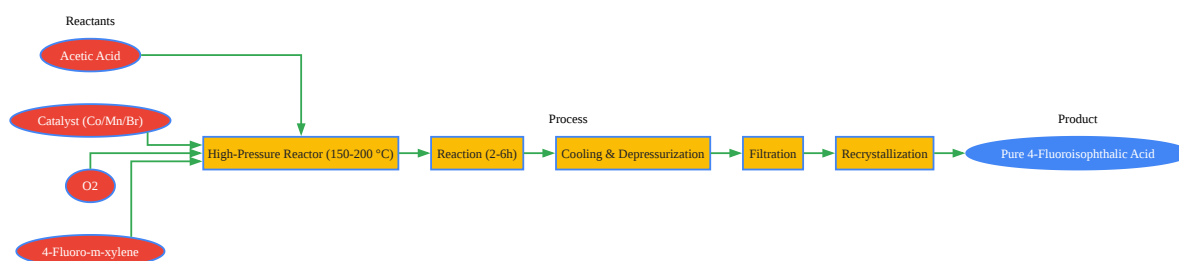 Reactants
Acetic Acid
Catalyst (Co/Mn/Br)
O2
4-Fluoro-m-xylene
Process
High-Pressure Reactor (150-200 °C)
Reaction (2-6h)
Cooling & Depressurization
Filtration
Recrystallization
Product
Pure 4-Fluoroisophthalic Acid